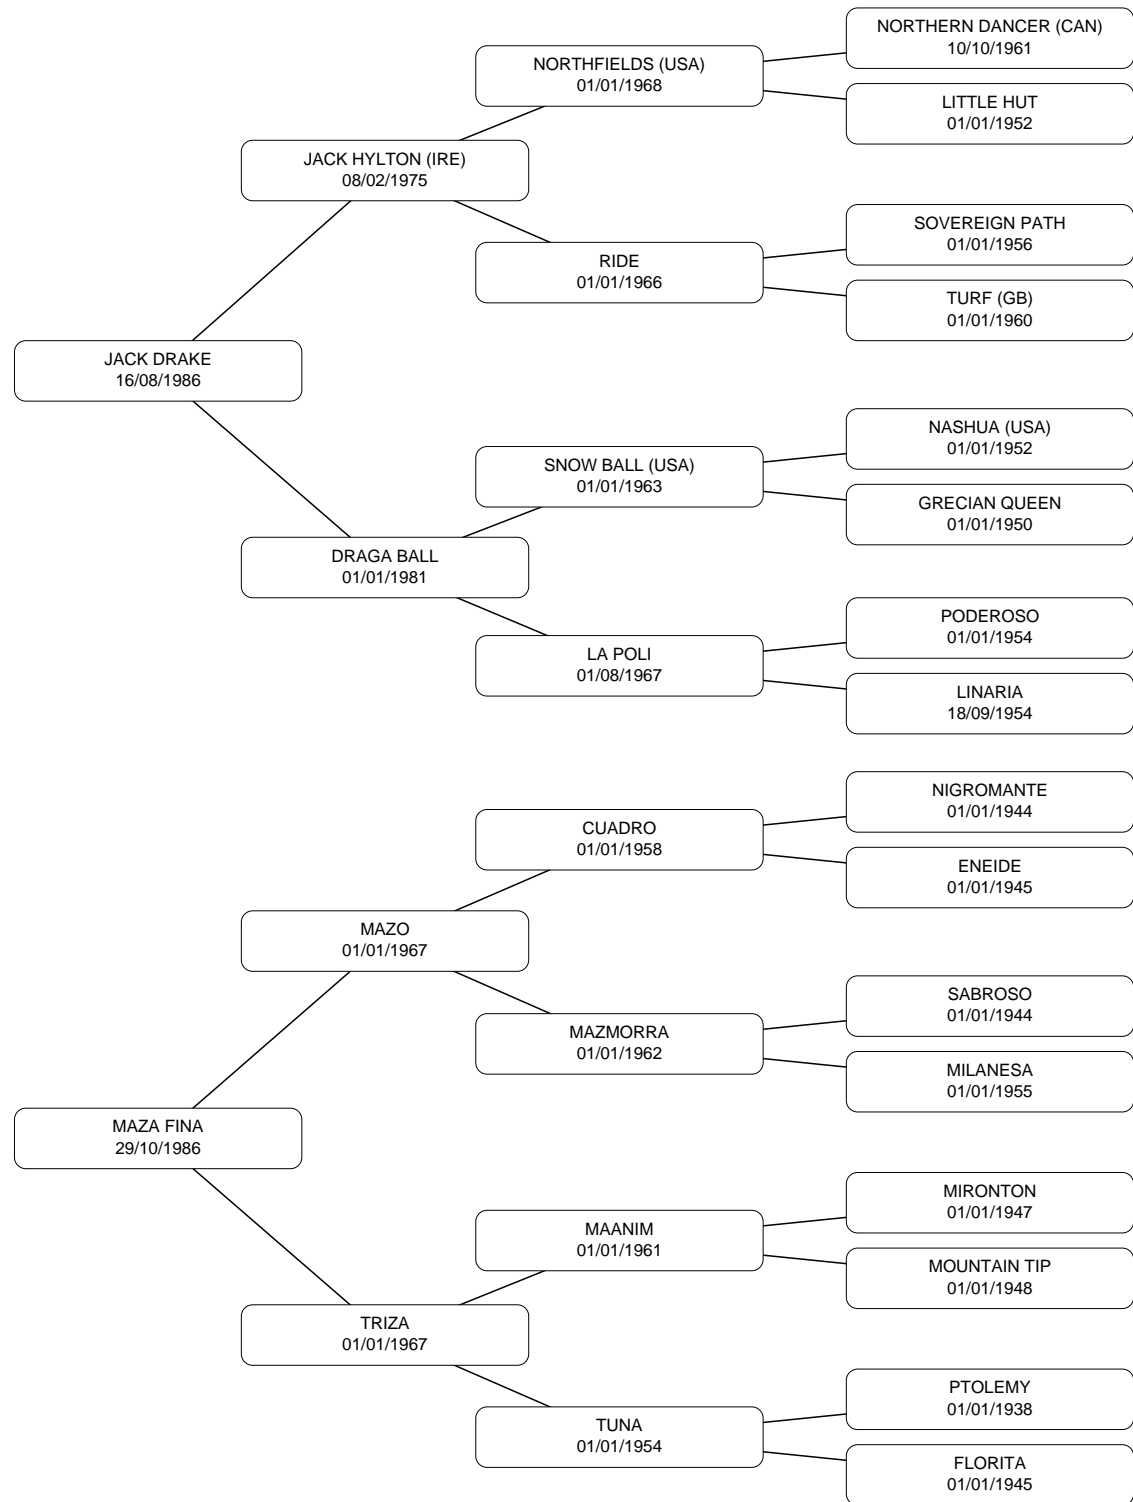 NORTHERN DANCER (CAN)
10/10/1961
NORTHFIELDS (USA)
01/01/1968
LITTLE HUT
01/01/1952
JACK HYLTON (IRE)
08/02/1975
SOVEREIGN PATH
01/01/1956
RIDE
01/01/1966
TURF (GB)
01/01/1960
JACK DRAKE
16/08/1986
NASHUA (USA)
01/01/1952
SNOW BALL (USA)
01/01/1963
GRECIAN QUEEN
01/01/1950
DRAGA BALL
01/01/1981
PODEROSO
01/01/1954
LA POLI
01/08/1967
LINARIA
18/09/1954
NIGROMANTE
01/01/1944
CUADRO
01/01/1958
ENEIDE
01/01/1945
MAZO
01/01/1967
SABROSO
01/01/1944
MAZMORRA
01/01/1962
MILANESA
01/01/1955
MAZA FINA
29/10/1986
MIRONTON
01/01/1947
MAANIM
01/01/1961
MOUNTAIN TIP
01/01/1948
TRIZA
01/01/1967
PTOLEMY
01/01/1938
TUNA
01/01/1954
FLORITA
01/01/1945